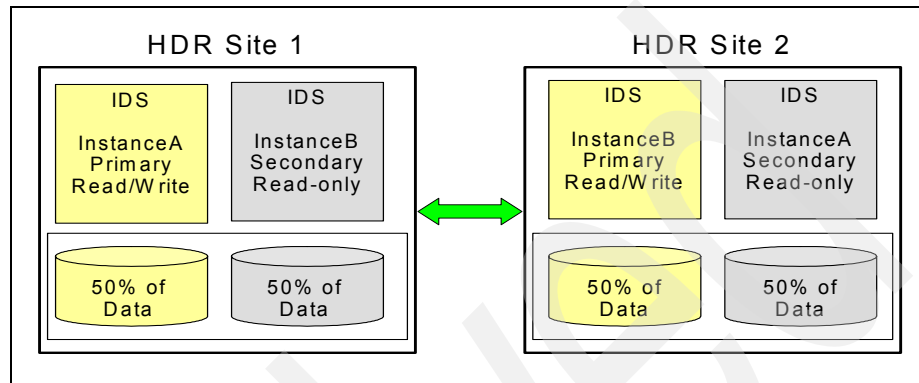 HDR Site 1
IDS
InstanceA
Primary
Read/Write
IDS
InstanceB
Secondary
Read-only
50% of
Data
50% of
Data
HDR Site 2
IDS
InstanceB
Primary
Read/Write
IDS
InstanceA
Secondary
Read-only
50% of
Data
50% of
Data